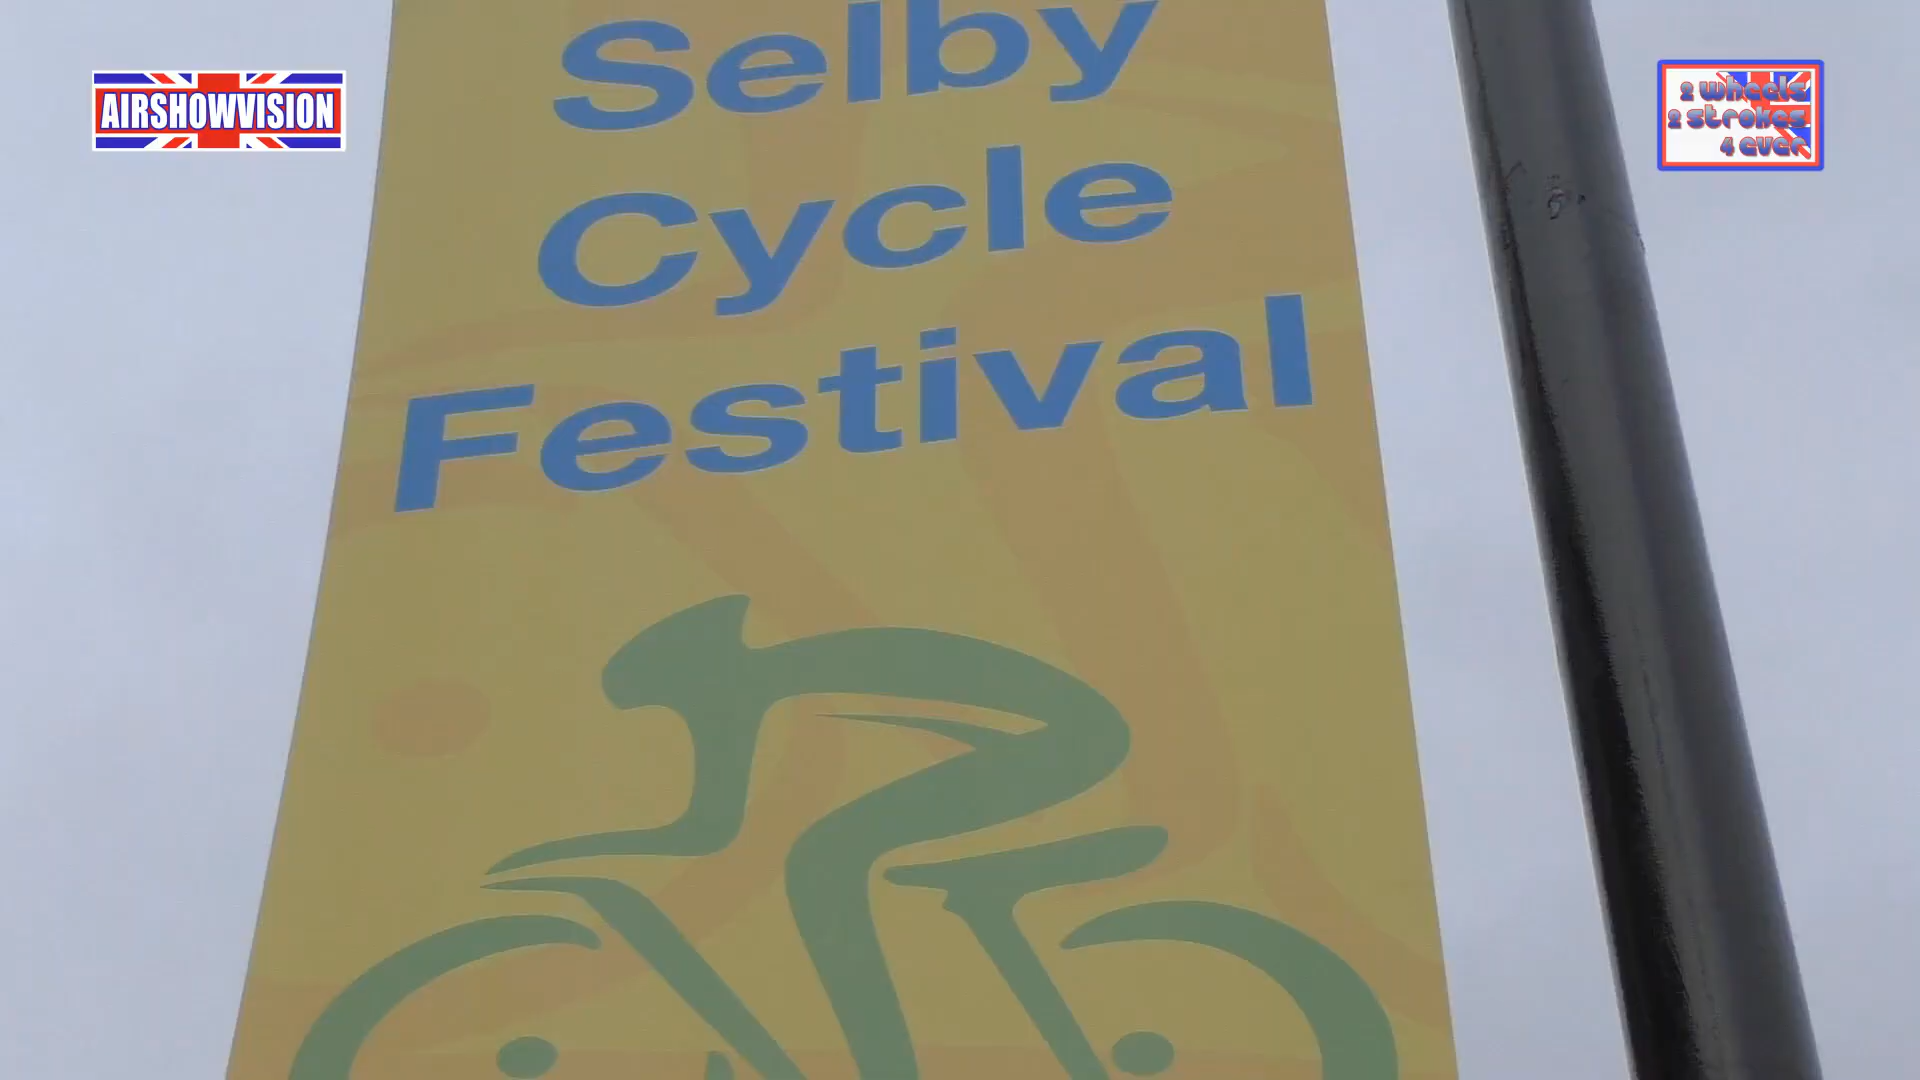 Selby
Cycle
Festival
AIRSHOWVISION
2 wheels
2 strokes
4 ever